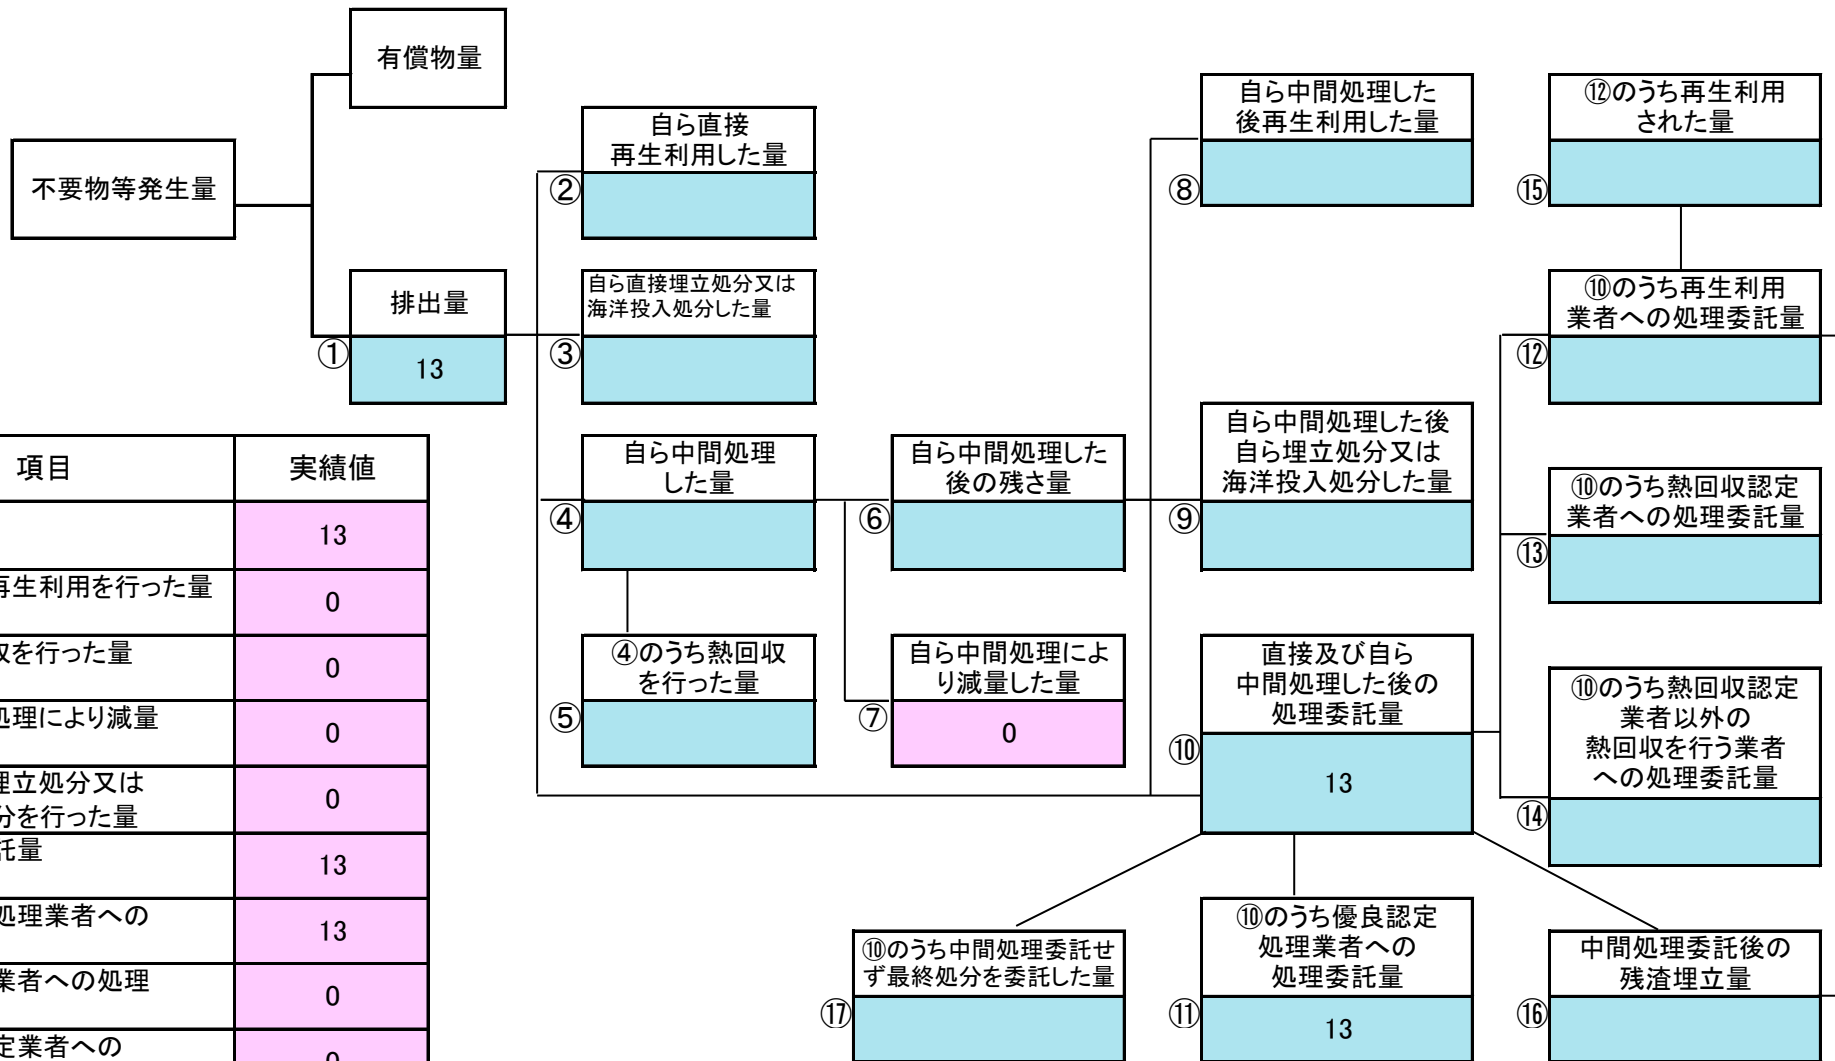 有償物量
不要物等発生量
排出量
①
13
自ら直接
再生利用した量
②
自ら直接埋立処分又は
海洋投入処分した量
③
自ら中間処理
した量
④
④のうち熱回収
を行った量
⑤
自ら中間処理した
後の残さ量
⑥
自ら中間処理によ
り減量した量
⑦
0
自ら中間処理した
後再生利用した量
⑧
自ら中間処理した後
自ら埋立処分又は
海洋投入処分した量
⑨
直接及び自ら
中間処理した後の
処理委託量
⑩
13
⑩のうち優良認定
処理業者への
処理委託量
⑪
13
⑫のうち再生利用
された量
⑮
⑩のうち再生利用
業者への処理委託量
⑫
⑩のうち熱回収認定
業者への処理委託量
⑬
⑩のうち熱回収認定
業者以外の
熱回収を行う業者
への処理委託量
⑭
中間処理委託後の
残渣埋立量
⑯
⑩のうち中間処理委託せ
ず最終処分を委託した量
⑰
項目 実績値
13
再生利用を行った量 0
収を行った量 0
処理により減量 0
埋立処分又は
分を行った量 0
託量 13
処理業者への 13
業者への処理 0
定業者への 0